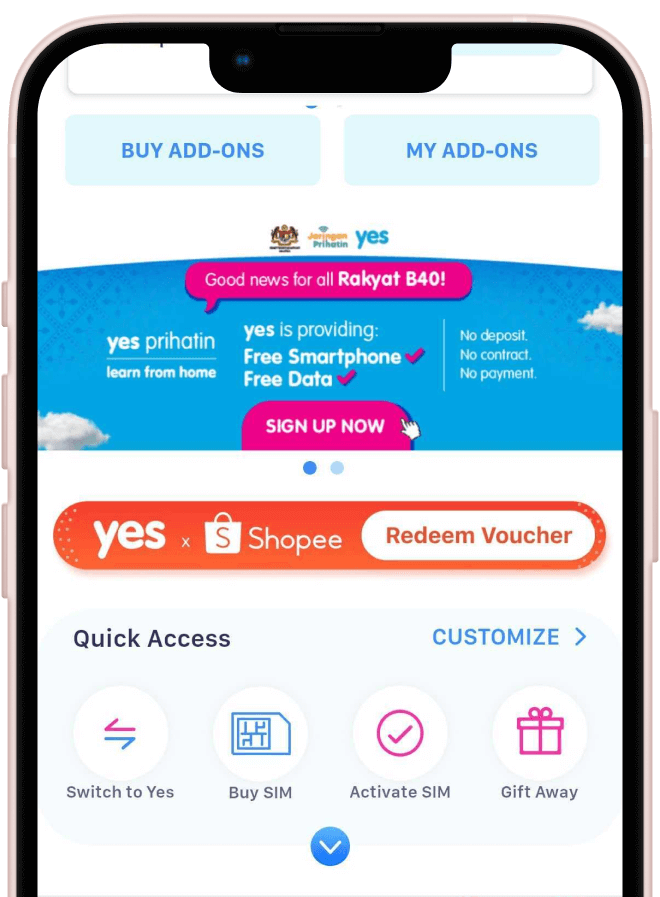 BUY ADD-ONS
MY ADD-ONS
Jaringan
Prihatin
yes
Good news for all Rakyat B40!
yes prihatin
learn from home
yes is providing:
Free Smartphone
Free Data
No deposit.
No contract.
No payment.
SIGN UP NOW
yes x Shopee
Redeem Voucher
Quick Access
CUSTOMIZE
Switch to Yes
Buy SIM
Activate SIM
Gift Away